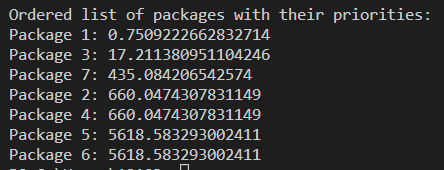 Ordered list of packages with their priorities:
Package 1: 0.7509222662832714
Package 3: 17.211380951104246
Package 7: 435.084206542574
Package 2: 660.0474307831149
Package 4: 660.0474307831149
Package 5: 5618.583293002411
Package 6: 5618.583293002411